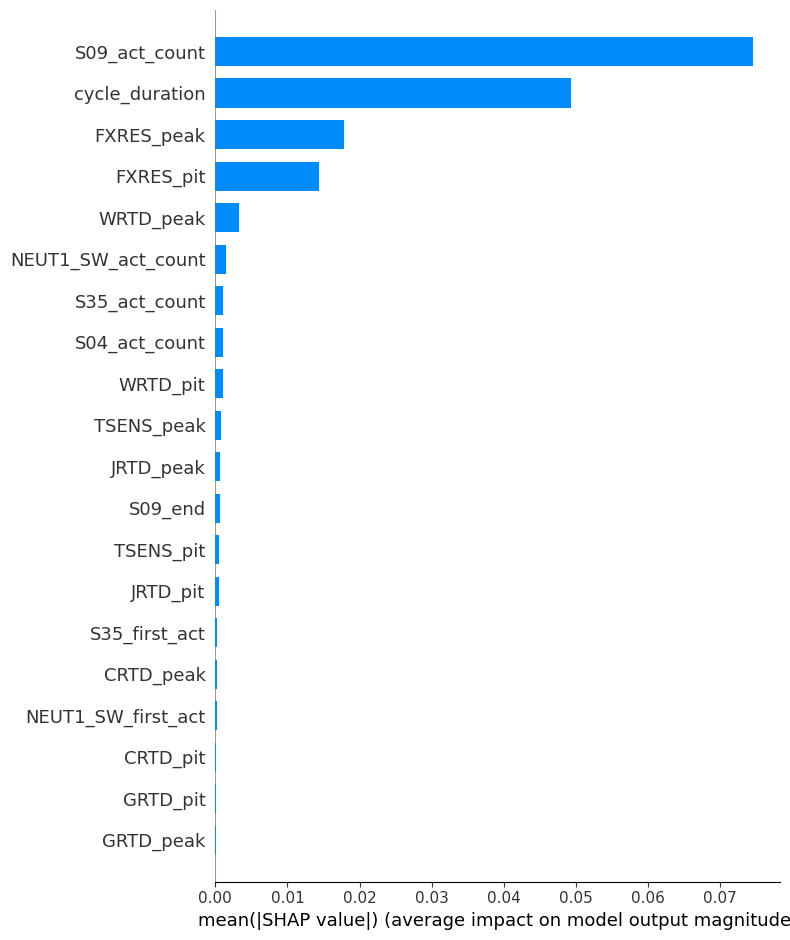 S09_act_count
cycle_duration
FXRES_peak
FXRES_pit
WRTD_peak
NEUT1_SW_act_count
S35_act_count
S04_act_count
WRTD_pit
TSENS_peak
JRTD_peak
S09_end
TSENS_pit
JRTD_pit
S35_first_act
CRTD_peak
NEUT1_SW_first_act
CRTD_pit
GRTD_pit
GRTD_peak
0.00 0.01 0.02 0.03 0.04 0.05 0.06 0.07
mean(|SHAP value|) (average impact on model output magnitude